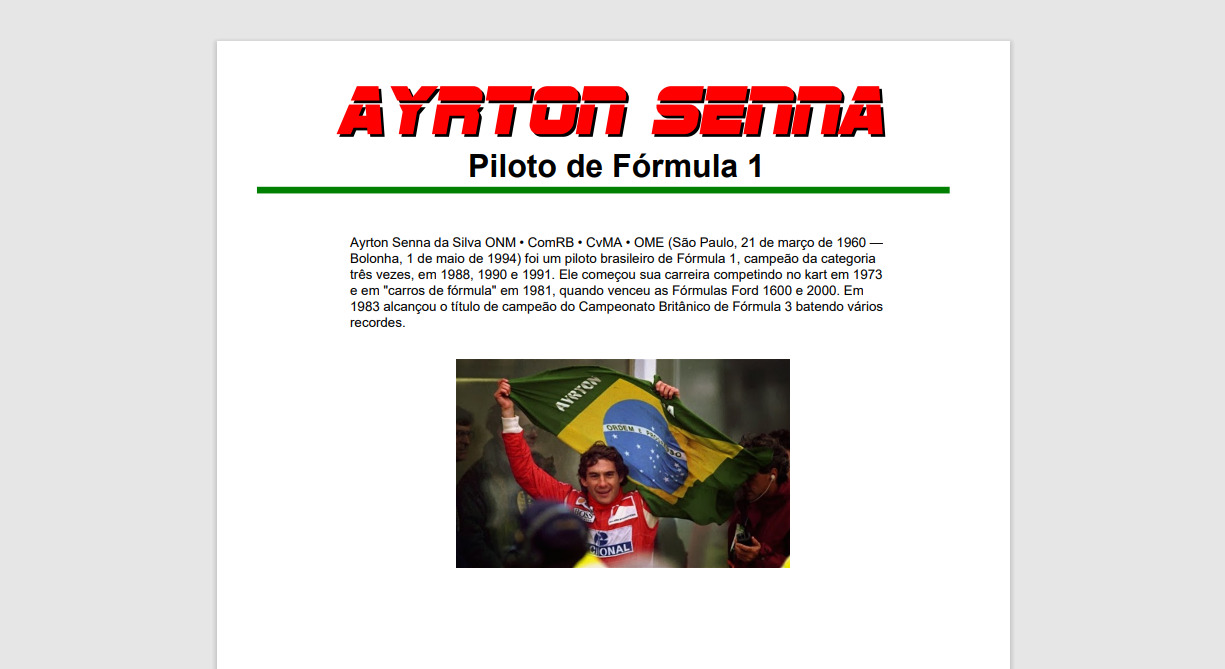 AYRTON SENNA
Piloto de Fórmula 1
Ayrton Senna da Silva ONM • ComRB • CvMA • OME (São Paulo, 21 de março de 1960 —
Bolonha, 1 de maio de 1994) foi um piloto brasileiro de Fórmula 1, campeão da categoria
três vezes, em 1988, 1990 e 1991. Ele começou sua carreira competindo no kart em 1973
e em "carros de fórmula" em 1981, quando venceu as Fórmulas Ford 1600 e 2000. Em
1983 alcançou o título de campeão do Campeonato Britânico de Fórmula 3 batendo vários
recordes.
AYRTON
ORDEM E